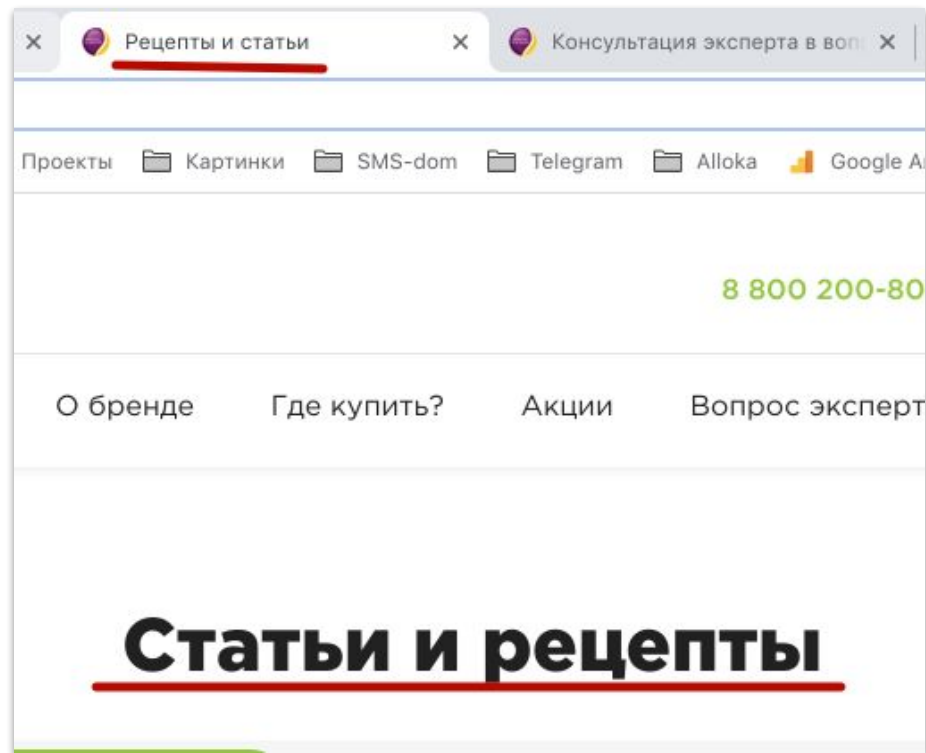 Рецепты и статьи Консультация эксперта в воп
Проекты Картинки SMS-dom Telegram Alloka Google A
8 800 200-80
О бренде Где купить? Акции Вопрос эксперт
Статьи и рецепты